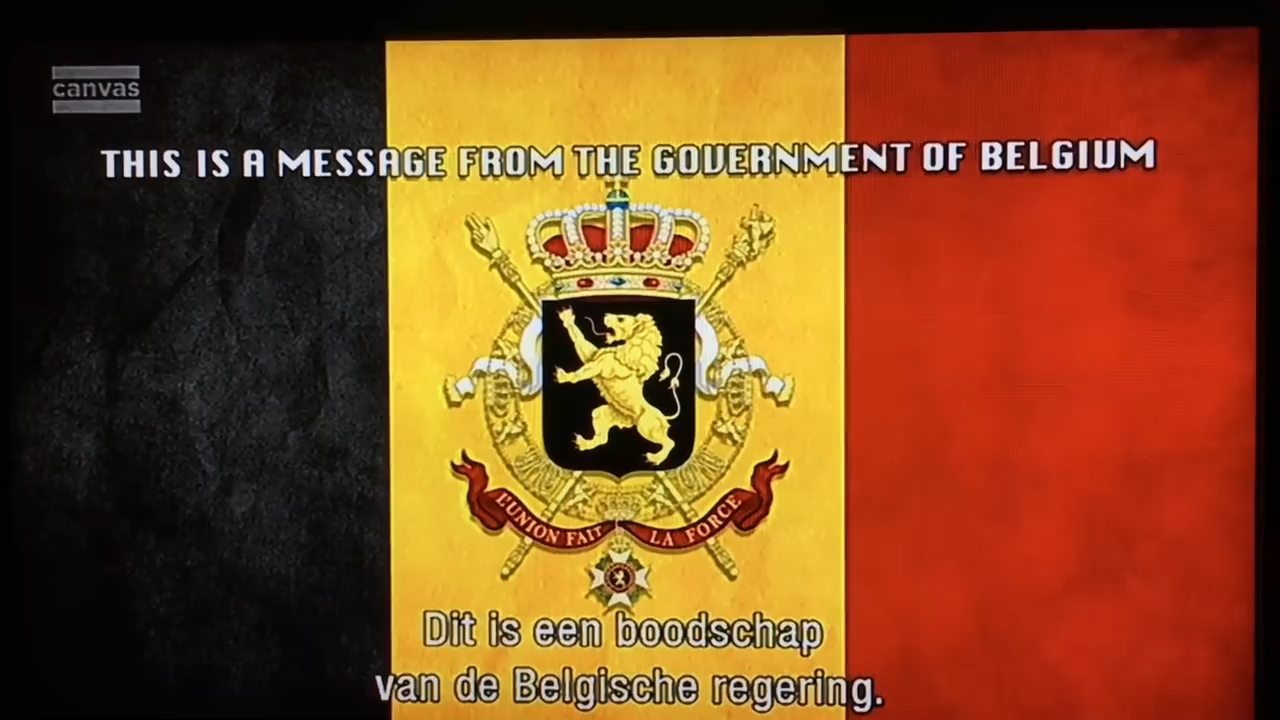 canvas
THIS IS A MESSAGE FROM THE GOVERNMENT OF BELGIUM
L'UNION FAIT LA FORCE
Dit is een boodschap
van de Belgische regering.